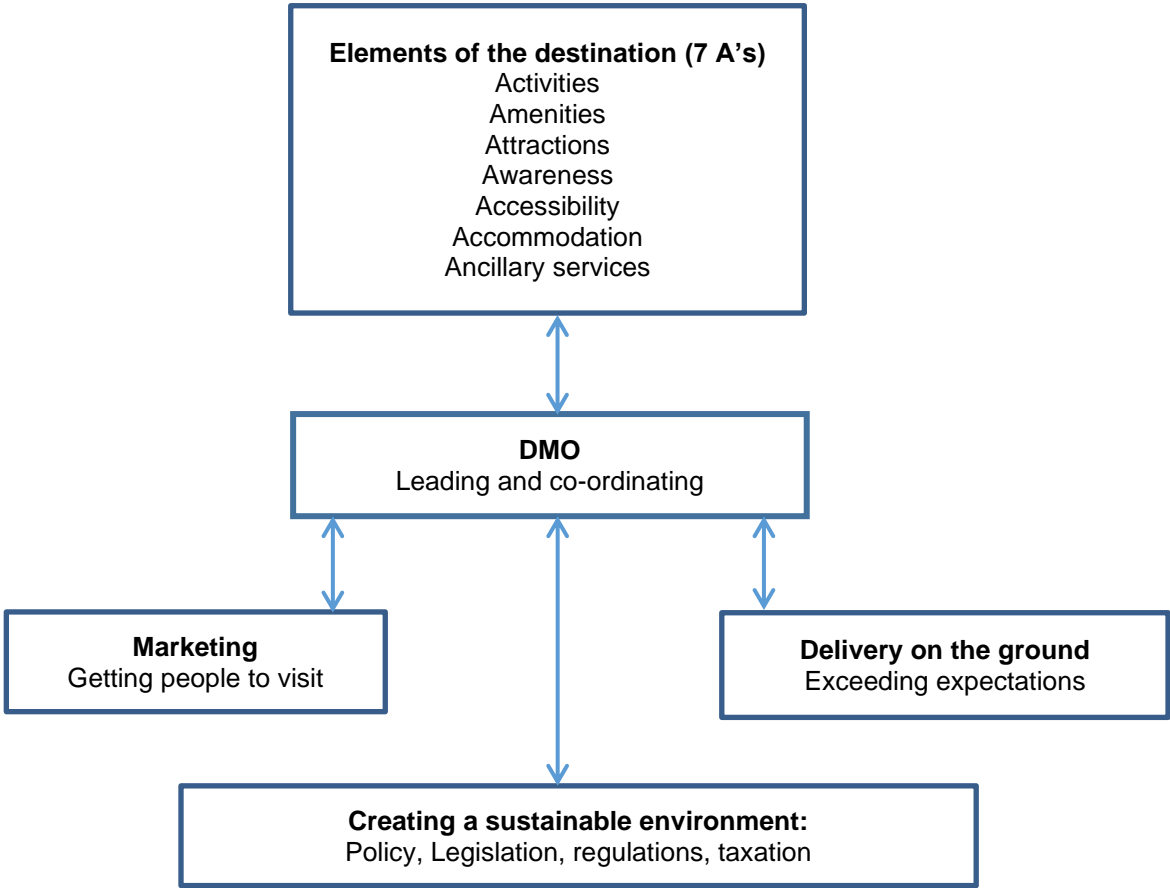 Elements of the destination (7 A's)
Activities
Amenities
Attractions
Awareness
Accessibility
Accommodation
Ancillary services
DMO
Leading and co-ordinating
Marketing
Getting people to visit
Delivery on the ground
Exceeding expectations
Creating a sustainable environment:
Policy, Legislation, regulations, taxation